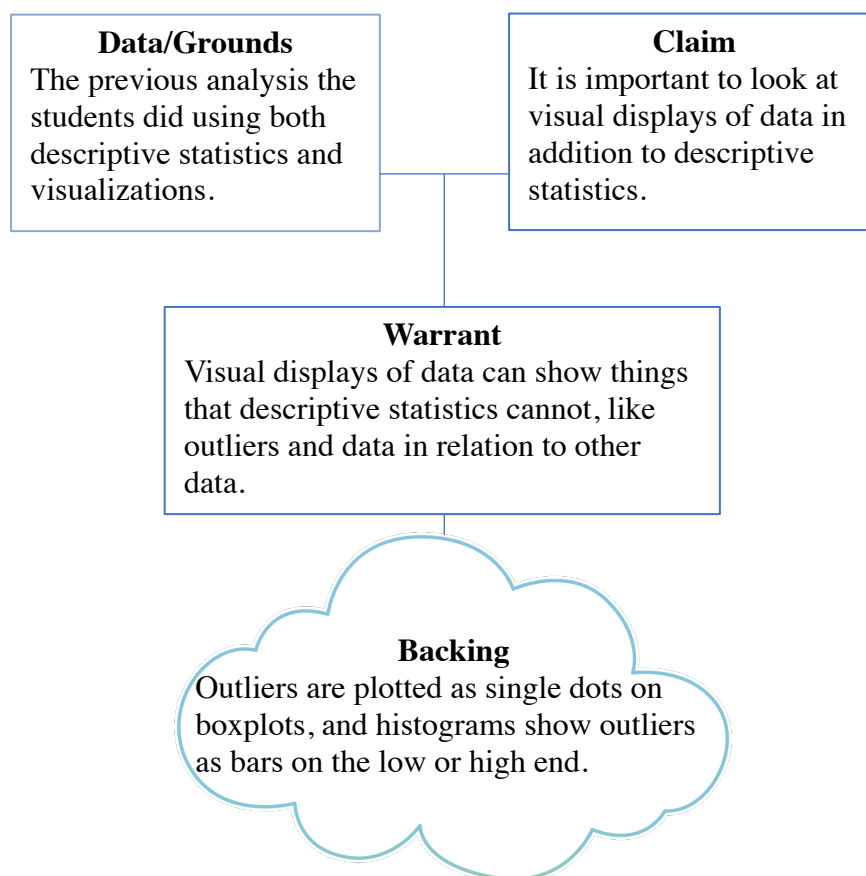 Data/Grounds
The previous analysis the
students did using both
descriptive statistics and
visualizations.
Claim
It is important to look at
visual displays of data in
addition to descriptive
statistics.
Warrant
Visual displays of data can show things
that descriptive statistics cannot, like
outliers and data in relation to other
data.
Backing
Outliers are plotted as single dots on
boxplots, and histograms show outliers
as bars on the low or high end.